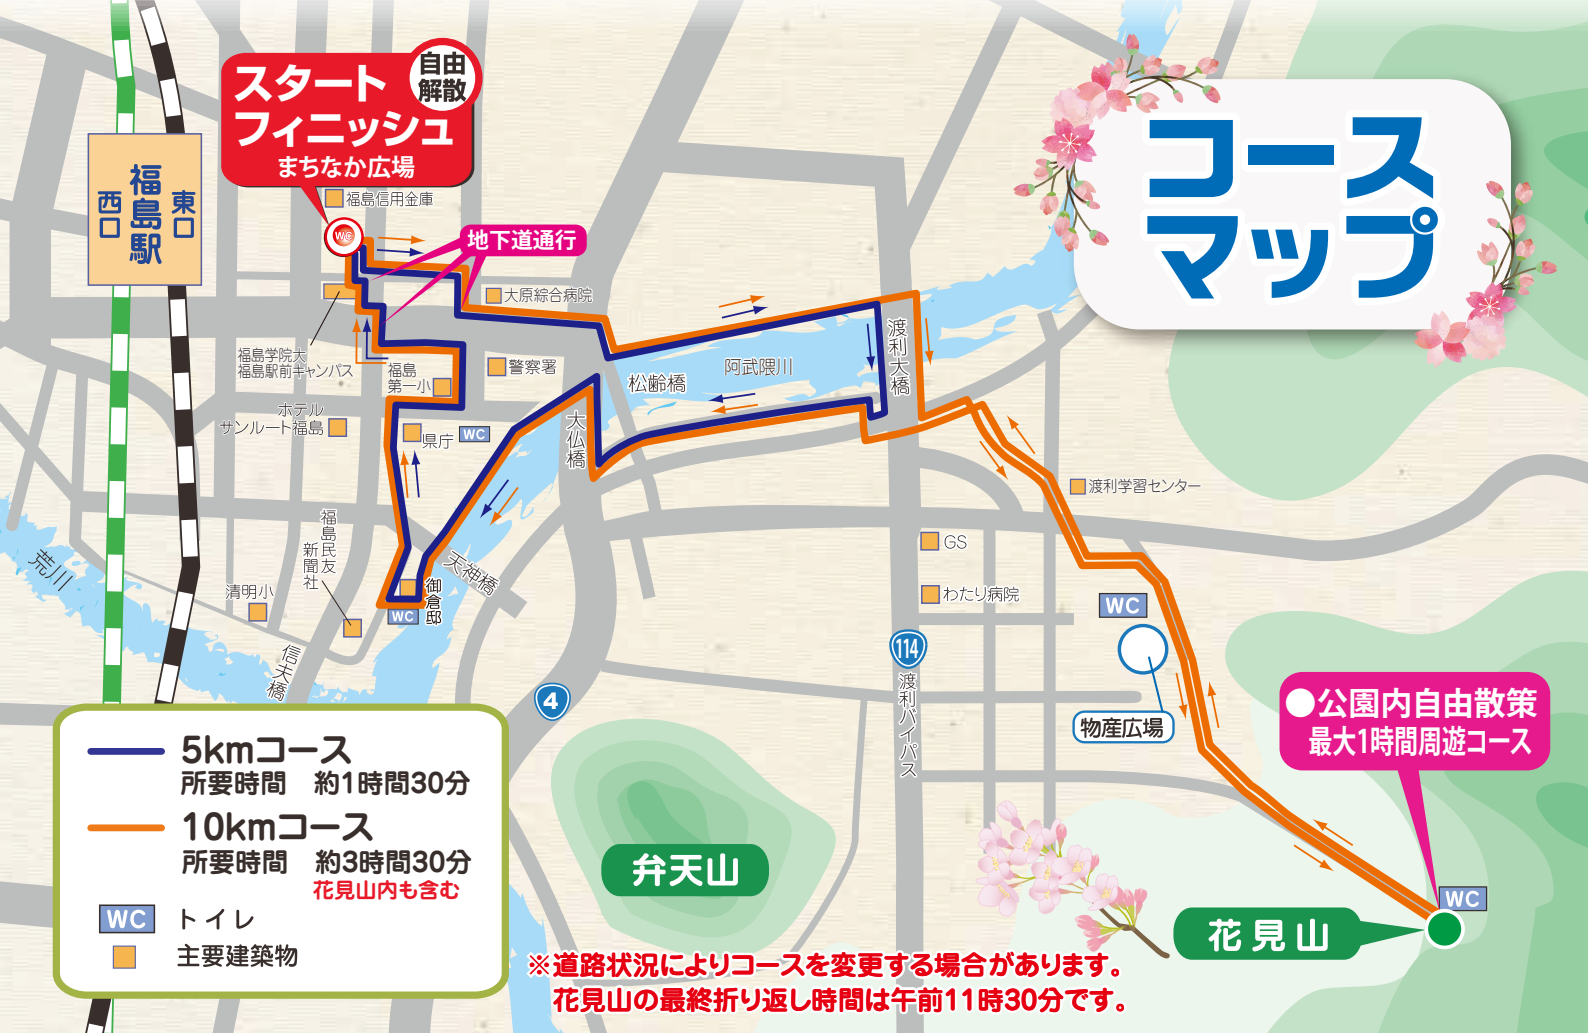 コース
マップ
スタート
フィニッシュ
まちなか広場
自由
解散
福島駅
西口
東口
福島信用金庫
WC
地下道通行
大原綜合病院
福島学院大
福島駅前キャンパス
福島
第一小
警察署
松齢橋
阿武隈川
渡利大橋
ホテル
サンルート福島
県庁
WC
大仏橋
渡利学習センター
福島民友
新聞社
荒川
清明小
御倉邸
WC
天神橋
信夫橋
GS
わたり病院
WC
物産広場
114
渡利バイパス
4
●公園内自由散策
最大1時間周遊コース
5kmコース
所要時間 約1時間30分
10kmコース
所要時間 約3時間30分
花見山内も含む
WC トイレ
主要建築物
弁天山
花見山
WC
※道路状況によりコースを変更する場合があります。
花見山の最終折り返し時間は午前11時30分です。